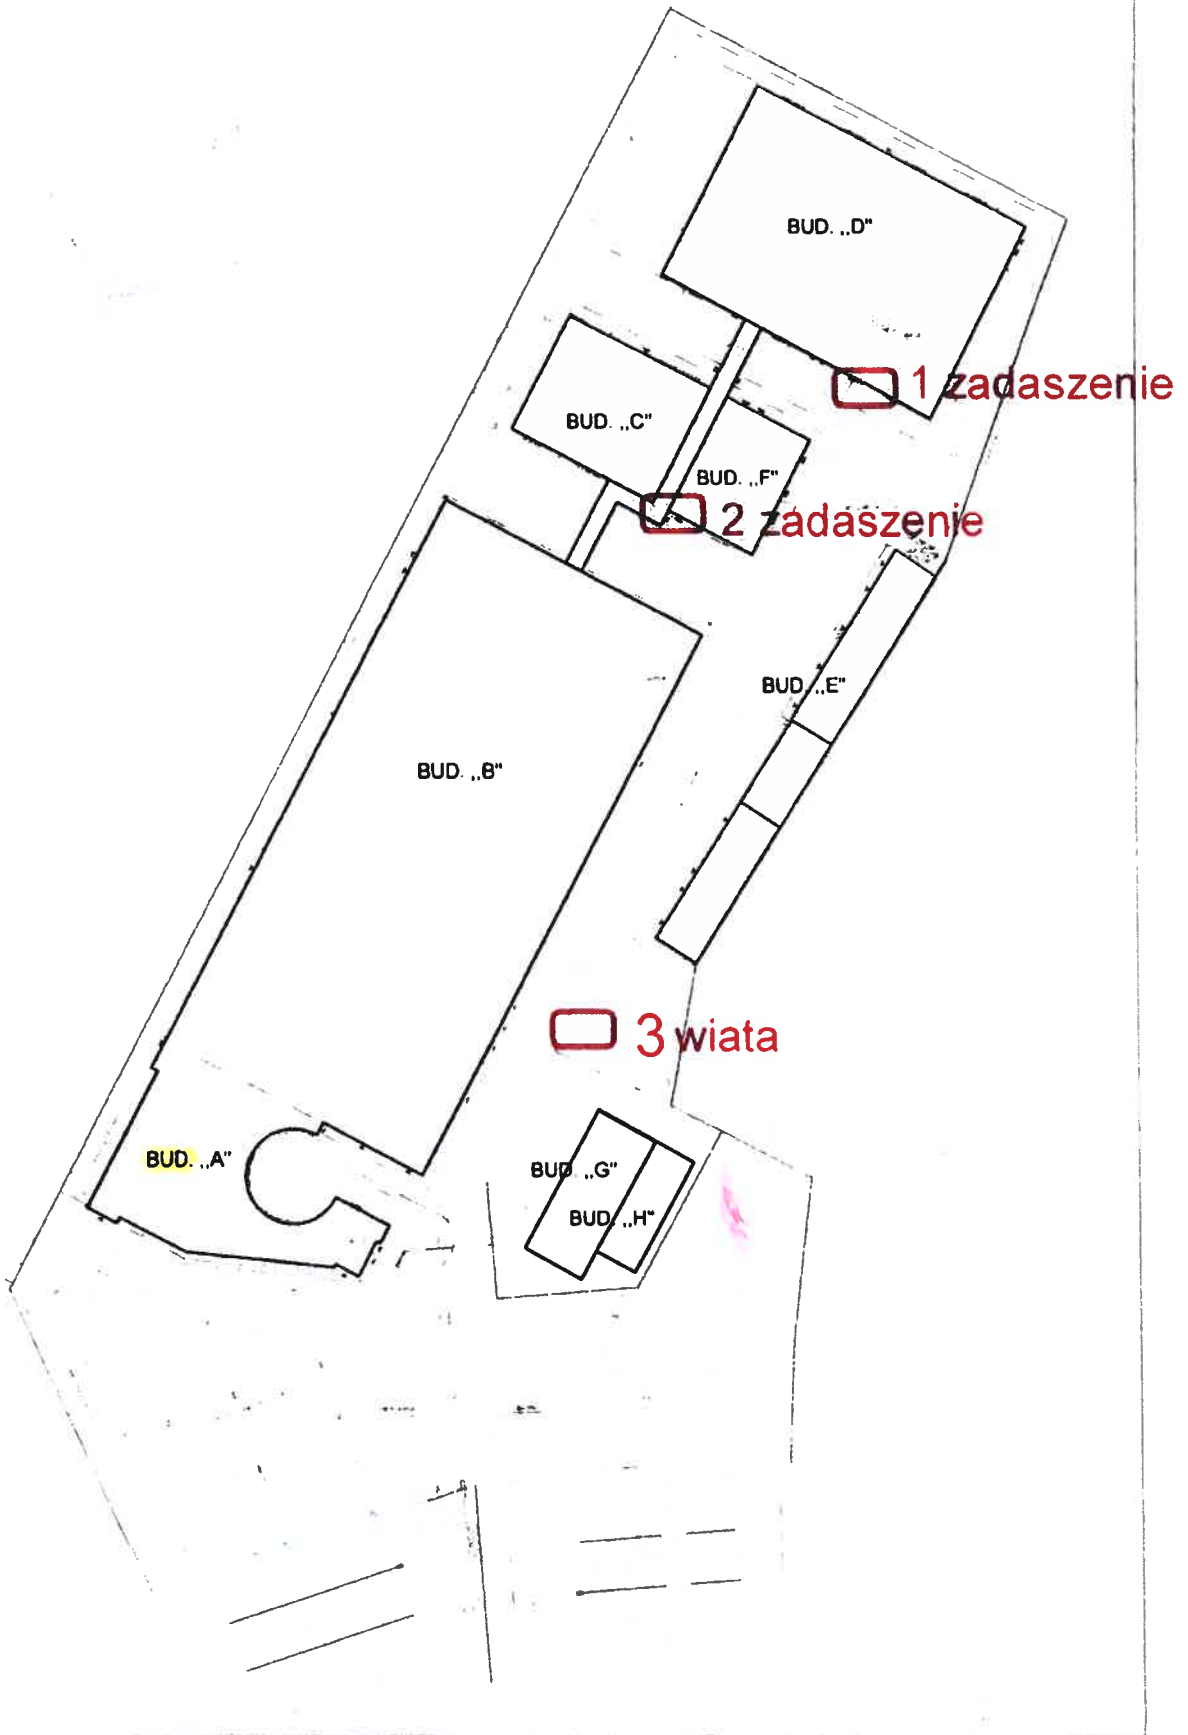 BUD. „D"
1 zadaszenie
BUD. „C"
BUD. „F"
2 zadaszenie
BUD. „E"
BUD. „B"
3 wiata
BUD. „A"
BUD. „G"
BUD. „H"